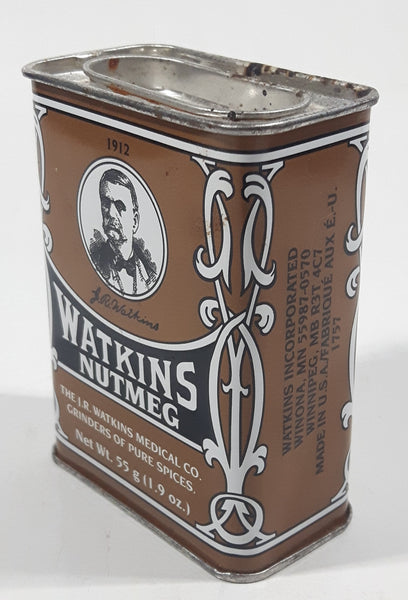 1912
J.R. Watkins
WATKINS
NUTMEG
THE J.R. WATKINS MEDICAL CO.
GRINDERS OF PURE SPICES.
Net Wt. 55 g (1.9 oz.)
WATKINS INCORPORATED
WINONA, MN 55987-0570
WINNIPEG, MB R3T 4C7
MADE IN U.S.A./FABRIQUÉ AUX É.-U.
1757